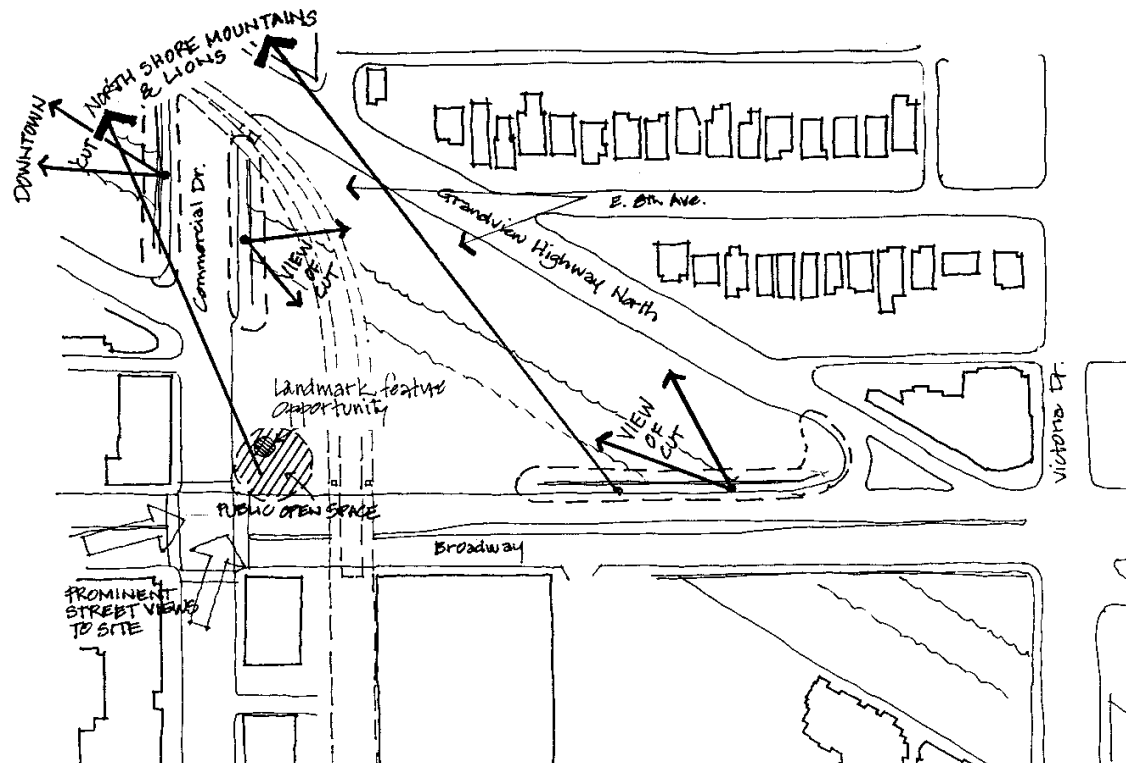 NORTH SHORE MOUNTAINS
& LIONS
DOWNTOWN
CUT
Commercial Dr.
VIEW
OF
CUT
E. 8th Ave.
Grandview Highway North
Landmark feature
opportunity
VIEW
OF
CUT
Victoria Dr.
PUBLIC OPEN SPACE
Broadway
PROMINENT
STREET VIEWS
TO SITE